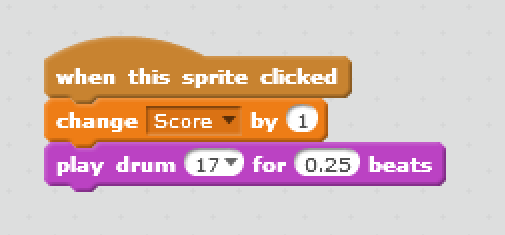 when this sprite clicked
change Score by 1
play drum 17 for 0.25 beats